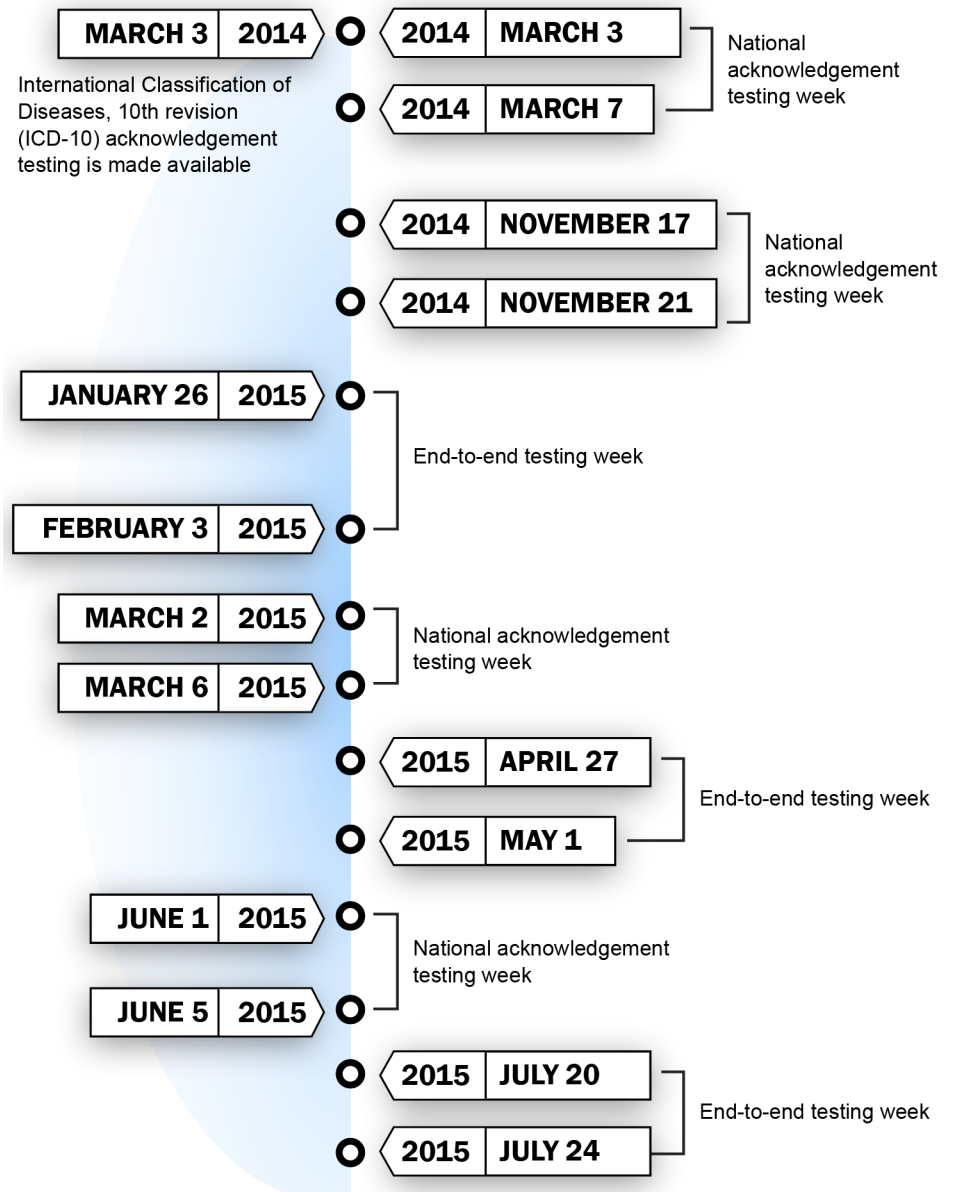 MARCH 3 2014
2014 MARCH 3
International Classification of
Diseases, 10th revision
(ICD-10) acknowledgement
testing is made available
2014 MARCH 7
National
acknowledgement
testing week
2014 NOVEMBER 17
2014 NOVEMBER 21
National
acknowledgement
testing week
JANUARY 26 2015
FEBRUARY 3 2015
End-to-end testing week
MARCH 2 2015
MARCH 6 2015
National acknowledgement
testing week
2015 APRIL 27
2015 MAY 1
End-to-end testing week
JUNE 1 2015
JUNE 5 2015
National acknowledgement
testing week
2015 JULY 20
2015 JULY 24
End-to-end testing week